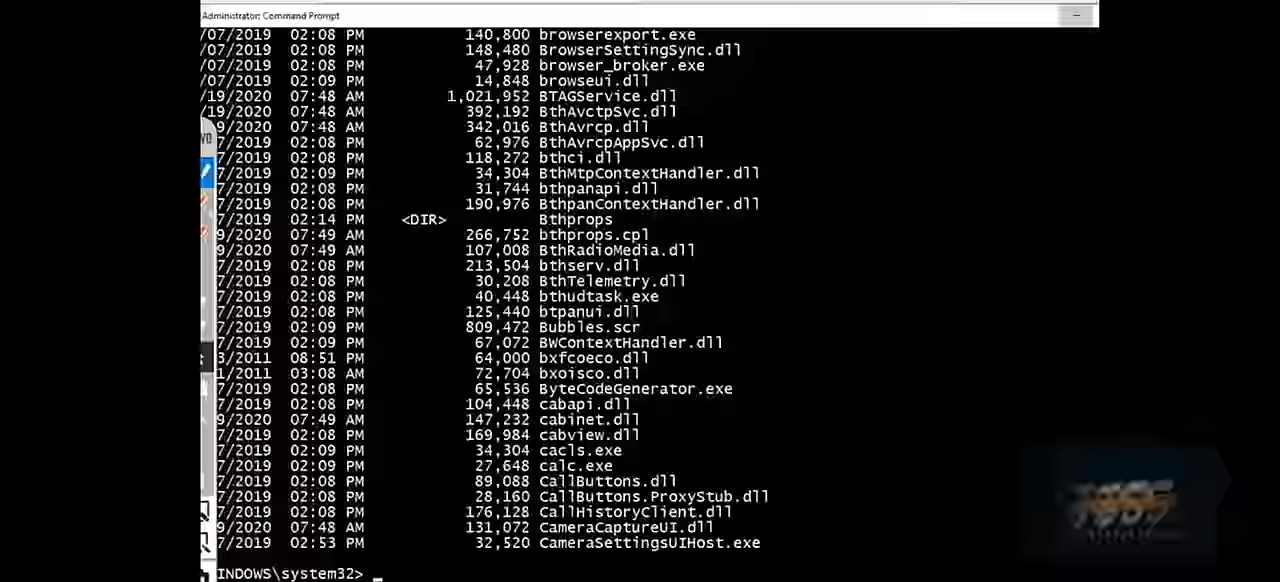 Administrator: Command Prompt
/07/2019 02:08 PM 140,800 browserexport.exe
/07/2019 02:08 PM 148,480 BrowserSettingSync.dll
/07/2019 02:08 PM 47,928 browser_broker.exe
/07/2019 02:09 PM 14,848 browseui.dll
/19/2020 07:48 AM 1,021,952 BTAGService.dll
/19/2020 07:48 AM 392,192 BthAvctpSvc.dll
9/2020 07:48 AM 342,016 BthAvrcp.dll
7/2019 02:08 PM 62,976 BthAvrcpAppSvc.dll
7/2019 02:08 PM 118,272 bthci.dll
7/2019 02:09 PM 34,304 BthMtpContextHandler.dll
7/2019 02:08 PM 31,744 bthpanapi.dll
7/2019 02:08 PM 190,976 BthpanContextHandler.dll
7/2019 02:14 PM <DIR> Bthprops
9/2020 07:49 AM 266,752 bthprops.cpl
9/2020 07:49 AM 107,008 BthRadioMedia.dll
7/2019 02:08 PM 213,504 bthserv.dll
7/2019 02:08 PM 30,208 BthTelemetry.dll
7/2019 02:08 PM 40,448 bthudtask.exe
7/2019 02:08 PM 125,440 btpanui.dll
7/2019 02:09 PM 809,472 Bubbles.scr
7/2019 02:09 PM 67,072 BWContextHandler.dll
3/2011 08:51 PM 64,000 bxfcoeco.dll
1/2011 03:08 AM 72,704 bxoisco.dll
7/2019 02:08 PM 65,536 ByteCodeGenerator.exe
7/2019 02:08 PM 104,448 cabapi.dll
9/2020 07:49 AM 147,232 cabinet.dll
7/2019 02:08 PM 169,984 cabview.dll
7/2019 02:09 PM 34,304 cacls.exe
7/2019 02:09 PM 27,648 calc.exe
7/2019 02:08 PM 89,088 CallButtons.dll
7/2019 02:08 PM 28,160 CallButtons.ProxyStub.dll
7/2019 02:08 PM 176,128 CallHistoryClient.dll
9/2020 07:48 AM 131,072 CameraCaptureUI.dll
7/2019 02:53 PM 32,520 CameraSettingsUIHost.exe
INDOWS\system32>